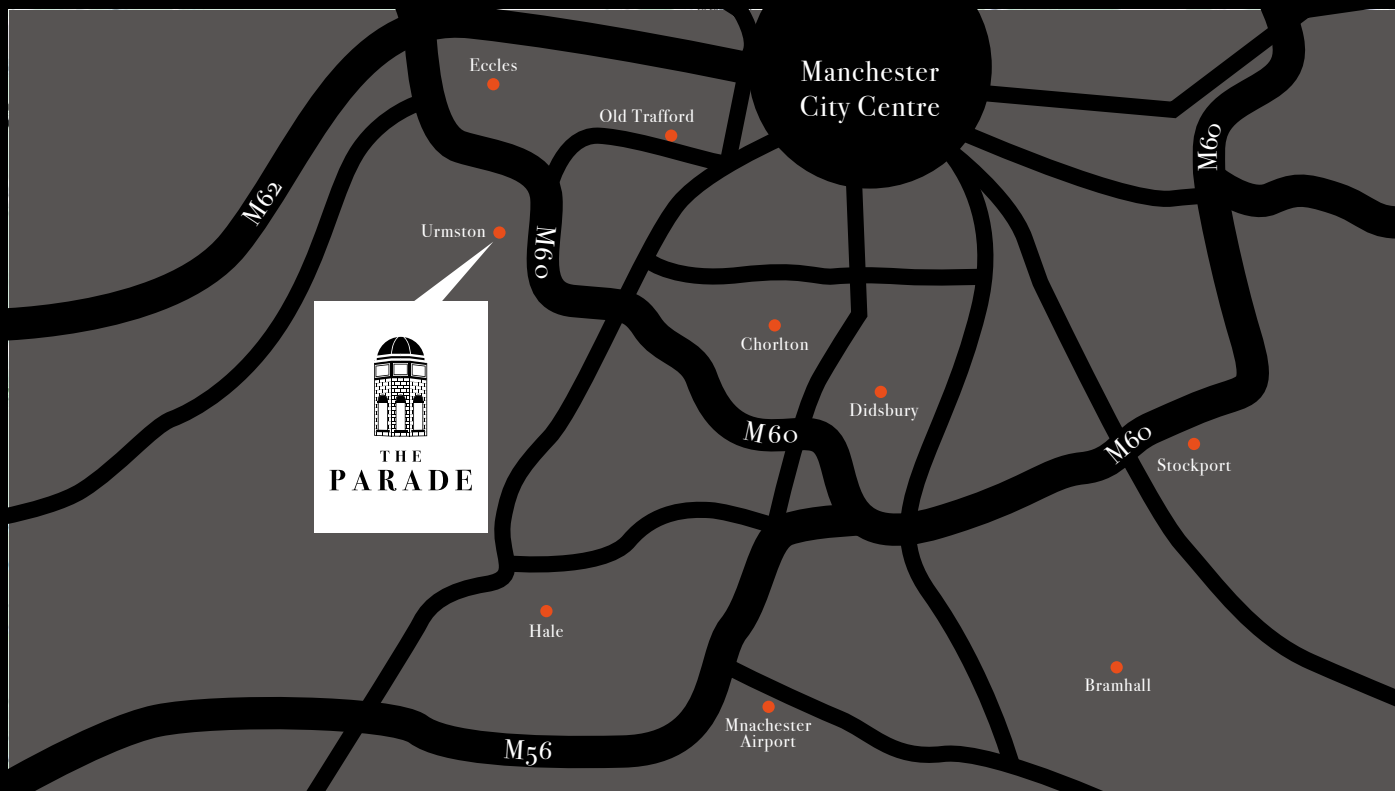 Manchester
City Centre
Eccles
Old Trafford
M60
M62
Urmston
M60
Chorlton
THE
PARADE
Didsbury
M60
M60
Stockport
Hale
Bramhall
Mnachester
Airport
M56